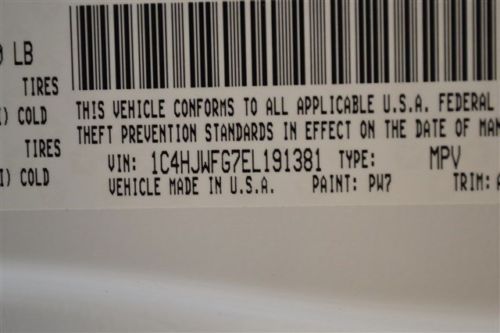 LB
TIRES
COLD
THIS VEHICLE CONFORMS TO ALL APPLICABLE U.S.A. FEDERAL
THEFT PREVENTION STANDARDS IN EFFECT ON THE DATE OF MAN
TIRES
VIN: 1C4HJWFG7EL191381 TYPE: MPV
COLD
VEHICLE MADE IN U.S.A. PAINT: PW7 TRIM: